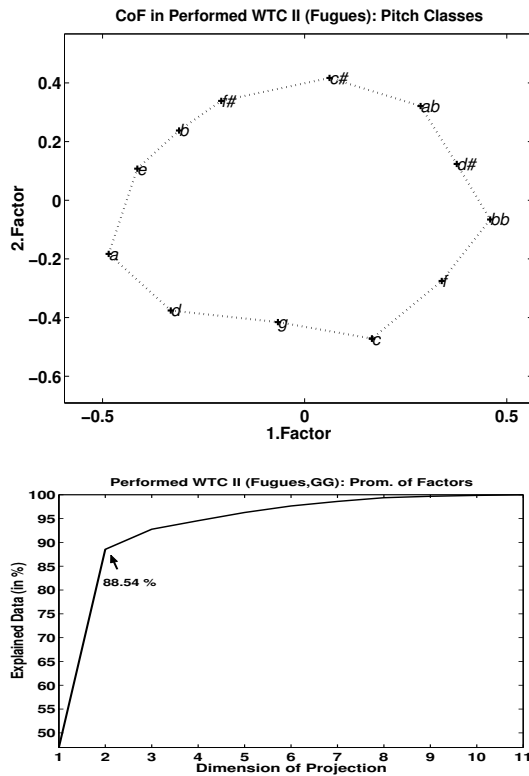 CoF in Performed WTC II (Fugues): Pitch Classes
0.4
0.2
0
−0.2
−0.4
−0.6
2.Factor
c#
f#
ab
b
d#
e
bb
a
f
d
g
c
−0.5 0 0.5
1.Factor
Performed WTC II (Fugues,GG): Prom. of Factors
100
95
90
85
80
75
70
65
60
55
50
Explained Data (in %)
88.54 %
1 2 3 4 5 6 7 8 9 10 11
Dimension of Projection